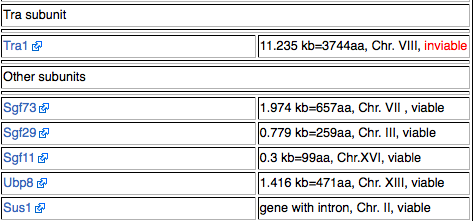 Tra subunit
Tra1 11.235 kb=3744aa, Chr. VIII, inviable
Other subunits
Sgf73 1.974 kb=657aa, Chr. VII , viable
Sgf29 0.779 kb=259aa, Chr. III, viable
Sgf11 0.3 kb=99aa, Chr.XVI, viable
Ubp8 1.416 kb=471aa, Chr. XIII, viable
Sus1 gene with intron, Chr. II, viable